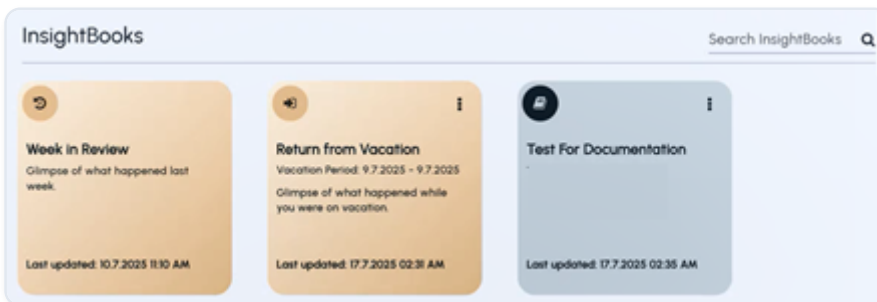 InsightBooks
Search InsightBooks
Week in Review
Glimpse of what happened last
week.
Last updated: 10.7.2025 11:10 AM
Return from Vacation
Vacation Period: 9.7.2025 - 9.7.2025
Glimpse of what happened while
you were on vacation.
Last updated: 17.7.2025 02:31 AM
Test For Documentation
.
Last updated: 17.7.2025 02:35 AM